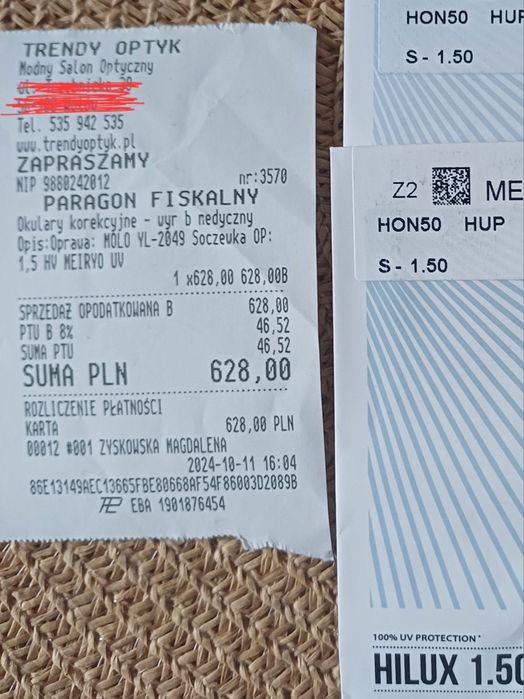 TRENDY OPTYK
Modny Salon Optyczny
Tel. 535 942 535
www.trendyoptyk.pl
ZAPRASZAMY
NIP 9880242012 nr:3570
PARAGON FISKALNY
Okulary korekcyjne - wyr b nedyczny
Opis:Oprawa: MOLO YL-2049 Soczeuka OP:
1,5 HV MEIRYO UV
1 x628,00 628,00B
SPRZEDAŻ OPODATKOWANA B 628,00
PTU B 8% 46,52
SUMA PTU 46,52
SUMA PLN 628,00
ROZLICZENIE PŁATNOŚCI
KARTA 628,00 PLN
00012 #001 ZYSKOWSKA MAGDALENA
2024-10-11 16:04
86E13149AEC13665FBE80668AF54F86003D2089B
EBA 1901876454
HON50 HUP
S - 1.50
Z2 ME
HON50 HUP
S - 1.50
100% UV PROTECTION*
HILUX 1.50